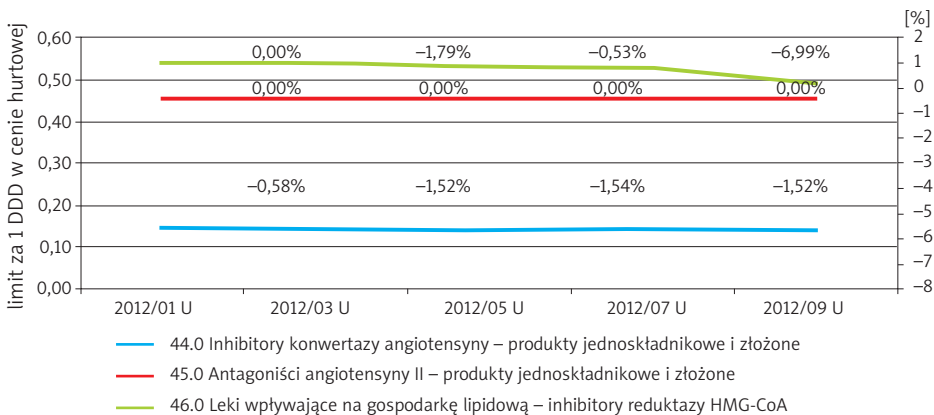 [%]
0,60 0,00% –1,79% –0,53% –6,99% 2
1
0,50 0,00% 0,00% 0,00% 0,00% 0
0,40 –1
–2
0,30 –3
0,20 –0,58% –1,52% –1,54% –1,52% –4
–5
0,10 –6
–7
0,00 –8
limit za 1 DDD w cenie hurtowej
2012/01 U 2012/03 U 2012/05 U 2012/07 U 2012/09 U
44.0 Inhibitory konwertazy angiotensyny – produkty jednoskładnikowe i złożone
45.0 Antagoniści angiotensyny II – produkty jednoskładnikowe i złożone
46.0 Leki wpływające na gospodarkę lipidową – inhibitory reduktazy HMG-CoA